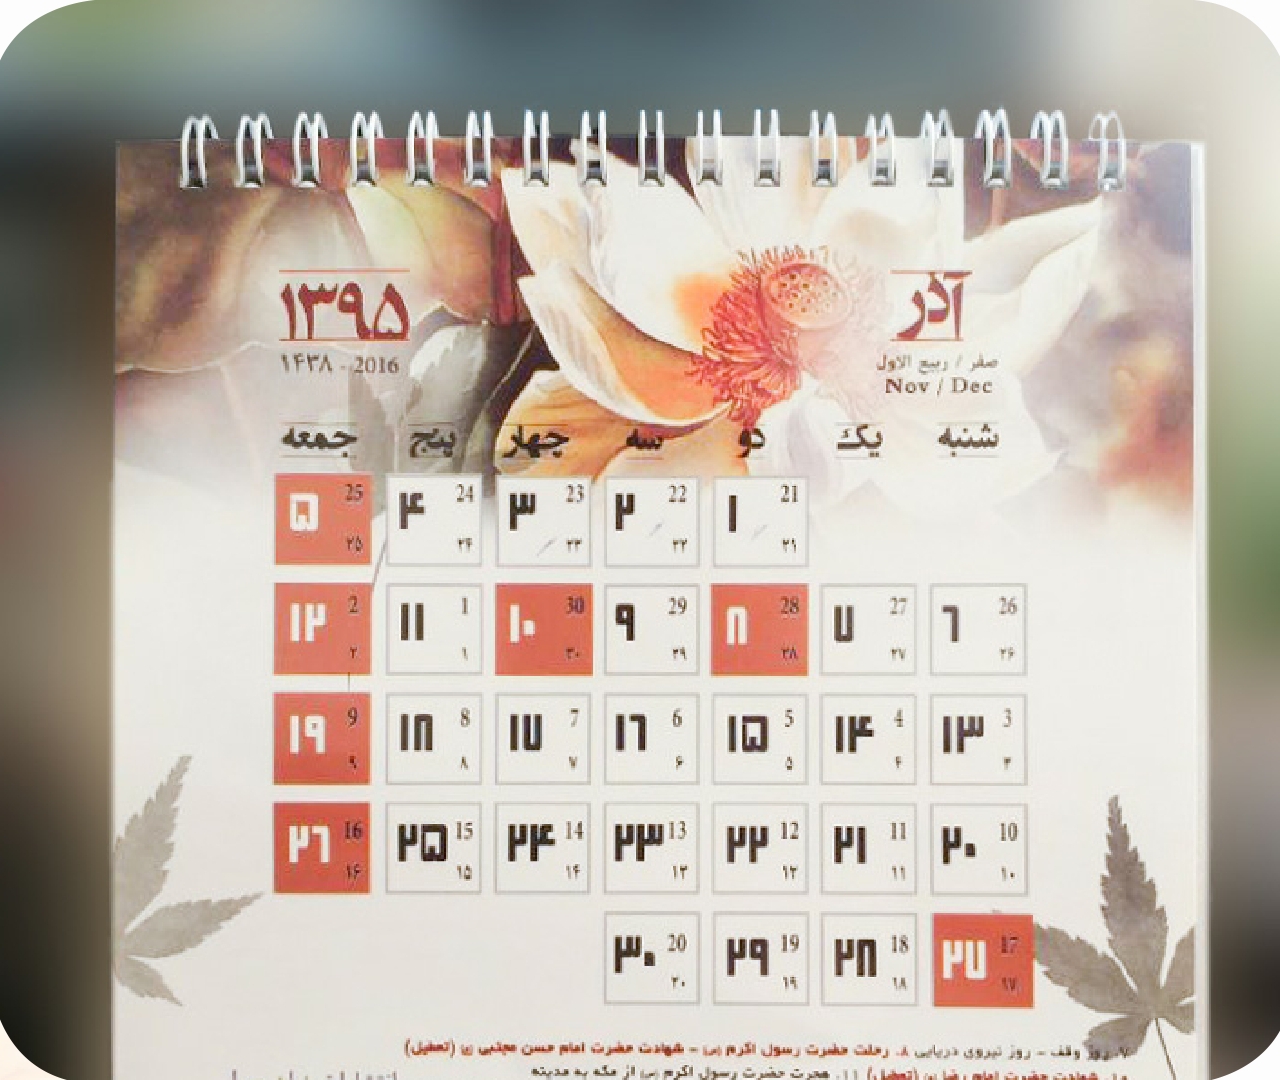 آذر ۱۳۹۵
صفر / ربیع الاول ۱۴۳۸ - 2016
Nov / Dec
شنبه یک دو سه چهار پنج جمعه
۱ 21 ۲۱ ۲ 22 ۲۲ ۳ 23 ۲۳ ۴ 24 ۲۴ ۵ 25 ۲۵
۶ 26 ۲۶ ۷ 27 ۲۷ ۸ 28 ۲۸ ۹ 29 ۲۹ ۱۰ 30 ۳۰ ۱۱ 1 ۱ ۱۲ 2 ۲
۱۳ 3 ۳ ۱۴ 4 ۴ ۱۵ 5 ۵ ۱۶ 6 ۶ ۱۷ 7 ۷ ۱۸ 8 ۸ ۱۹ 9 ۹
۲۰ 10 ۱۰ ۲۱ 11 ۱۱ ۲۲ 12 ۱۲ ۲۳ 13 ۱۳ ۲۴ 14 ۱۴ ۲۵ 15 ۱۵ ۲۶ 16 ۱۶
۲۷ 17 ۱۷ ۲۸ 18 ۱۸ ۲۹ 19 ۱۹ ۳۰ 20 ۲۰
۷. روز وقف - روز نیروی دریایی ۸. رحلت حضرت رسول اکرم (ص) - شهادت حضرت امام حسن مجتبی (ع) (تعطیل)
۱۰. شهادت حضرت امام رضا (ع) (تعطیل) ۱۱. هجرت حضرت رسول اکرم (ص) از مکه به مدینه